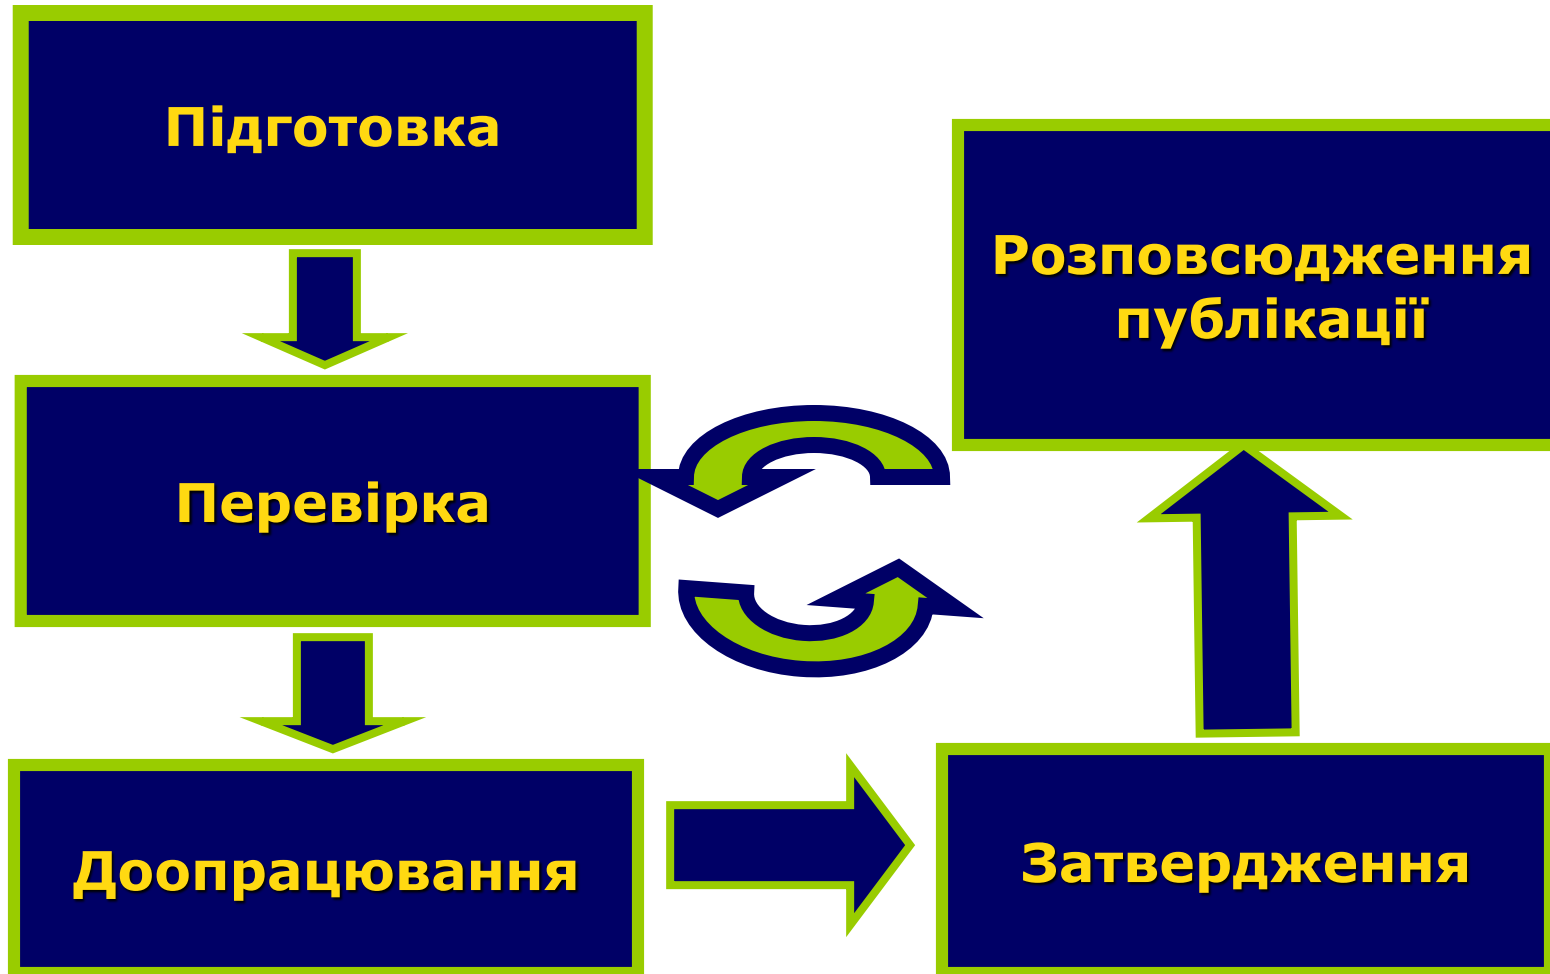 Підготовка
Перевірка
Доопрацювання
Затвердження
Розповсюдження
публікації